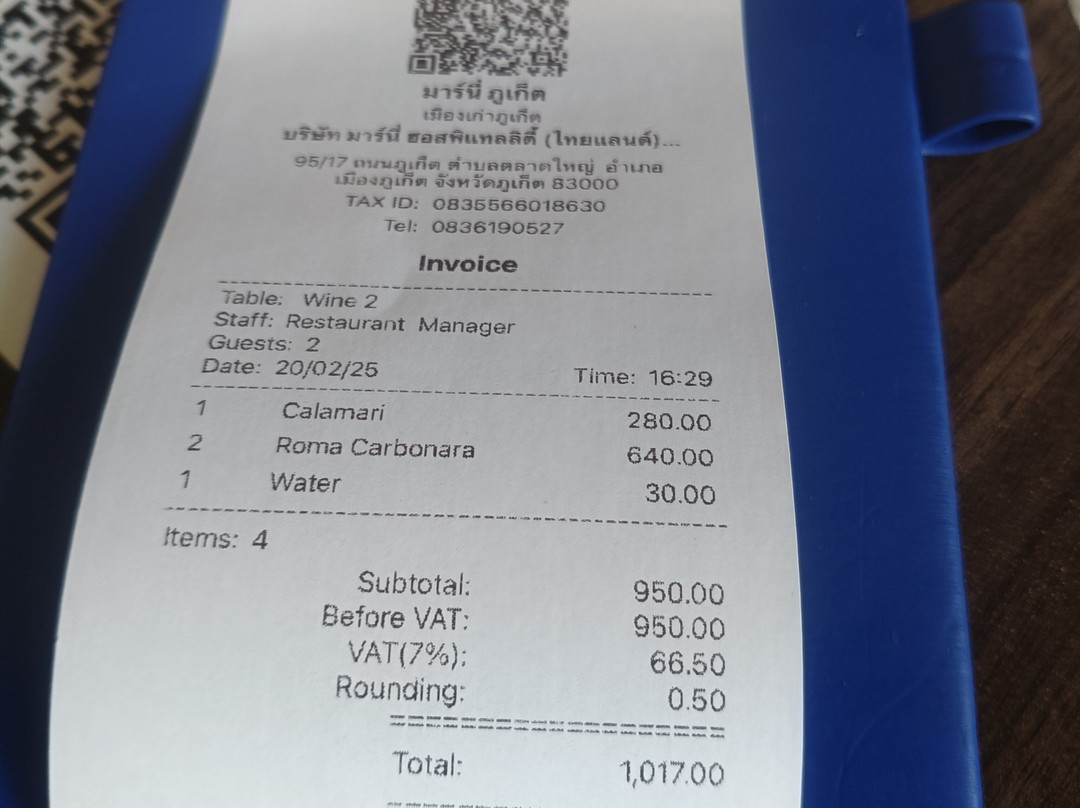 มาร์นี่ ภูเก็ต
เมืองเก่าภูเก็ต
บริษัท มาร์นี่ ฮอสพิแทลลิตี้ (ไทยแลนด์)...
95/17 ถนนภูเก็ต ตำบลตลาดใหญ่ อำเภอ
เมืองภูเก็ต จังหวัดภูเก็ต 83000
TAX ID: 0835566018630
Tel: 0836190527
Invoice
Table: Wine 2
Staff: Restaurant Manager
Guests: 2
Date: 20/02/25 Time: 16:29
1 Calamari 280.00
2 Roma Carbonara 640.00
1 Water 30.00
Items: 4
Subtotal: 950.00
Before VAT: 950.00
VAT(7%): 66.50
Rounding: 0.50
Total: 1,017.00